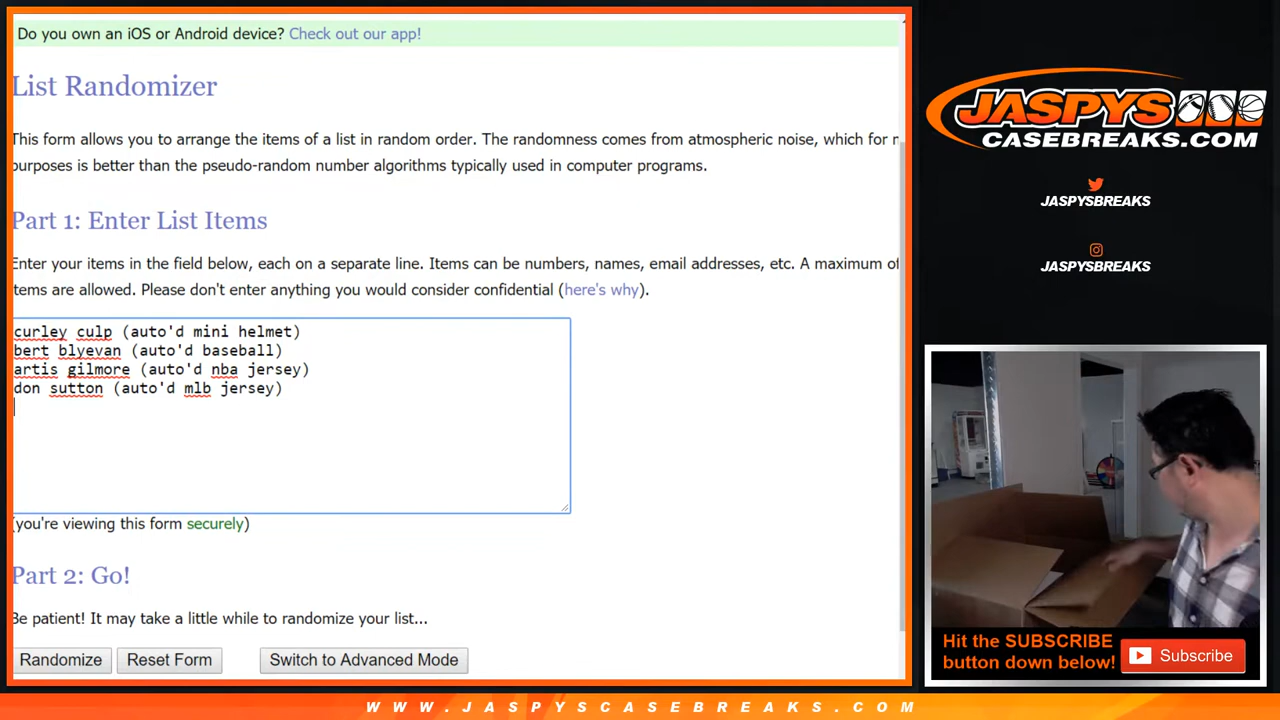 Do you own an iOS or Android device? Check out our app!
List Randomizer
This form allows you to arrange the items of a list in random order. The randomness comes from atmospheric noise, which for
purposes is better than the pseudo-random number algorithms typically used in computer programs.
Part 1: Enter List Items
Enter your items in the field below, each on a separate line. Items can be numbers, names, email addresses, etc. A maximum of
items are allowed. Please don't enter anything you would consider confidential (here's why).
curley culp (auto'd mini helmet)
bert blyevan (auto'd baseball)
artis gilmore (auto'd nba jersey)
don sutton (auto'd mlb jersey)
(you're viewing this form securely)
Part 2: Go!
Be patient! It may take a little while to randomize your list...
Randomize Reset Form Switch to Advanced Mode
JASPYS
CASEBREAKS.COM
JASPYSBREAKS
JASPYSBREAKS
Hit the SUBSCRIBE
button down below!
Subscribe
WWW.JASPYSCASEBREAKS.COM